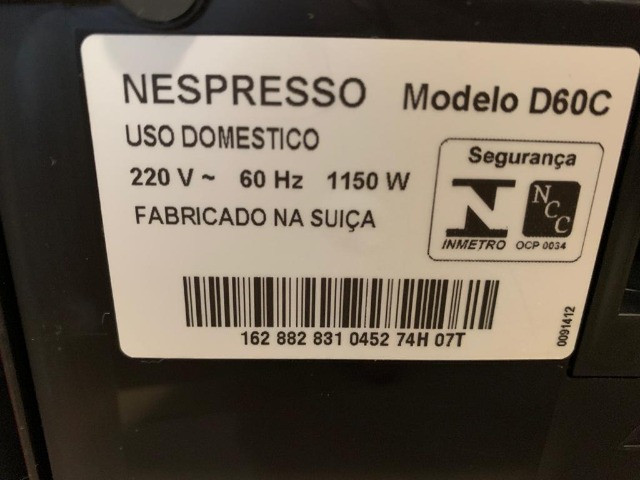 NESPRESSO Modelo D60C
USO DOMESTICO
220 V ~ 60 Hz 1150 W
FABRICADO NA SUIÇA
Segurança
INMETRO
NCC
OCP 0034
162 882 831 0452 74H 07T
0091412